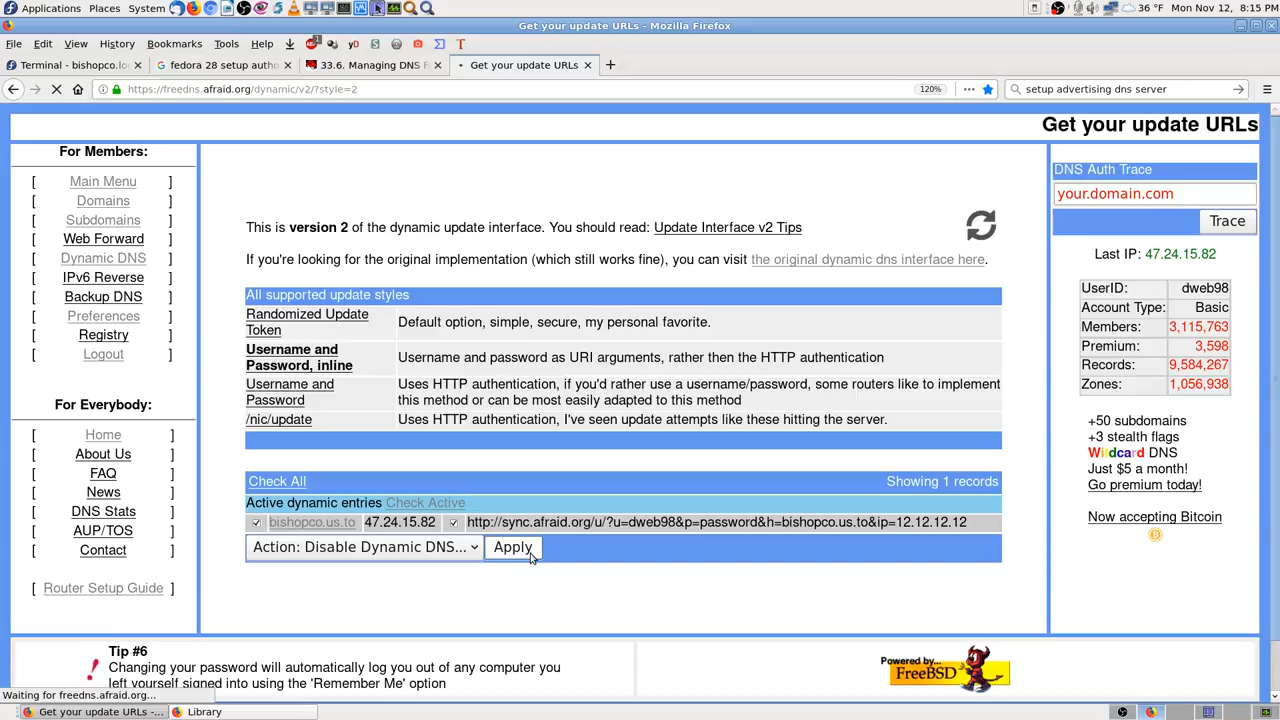 Applications Places System 36 °F Mon Nov 12, 8:15 PM
Get your update URLs - Mozilla Firefox
File Edit View History Bookmarks Tools Help
Terminal - bishopco.lo × fedora 28 setup autho × 33.6. Managing DNS F × Get your update URLs ×
https://freedns.afraid.org/dynamic/v2/?style=2 120% setup advertising dns server
Get your update URLs
For Members:
[ Main Menu ]
[ Domains ]
[ Subdomains ]
[ Web Forward ]
[ Dynamic DNS ]
[ IPv6 Reverse ]
[ Backup DNS ]
[ Preferences ]
[ Registry ]
[ Logout ]
For Everybody:
[ Home ]
[ About Us ]
[ FAQ ]
[ News ]
[ DNS Stats ]
[ AUP/TOS ]
[ Contact ]
[ Router Setup Guide ]
This is version 2 of the dynamic update interface. You should read: Update Interface v2 Tips
If you're looking for the original implementation (which still works fine), you can visit the original dynamic dns interface here.
All supported update styles
Randomized Update
Token
Default option, simple, secure, my personal favorite.
Username and
Password, inline
Username and password as URI arguments, rather then the HTTP authentication
Username and
Password
Uses HTTP authentication, if you'd rather use a username/password, some routers like to implement
this method or can be most easily adapted to this method
/nic/update
Uses HTTP authentication, I've seen update attempts like these hitting the server.
Check All Showing 1 records
Active dynamic entries Check Active
bishopco.us.to 47.24.15.82 http://sync.afraid.org/u/?u=dweb98&p=password&h=bishopco.us.to&ip=12.12.12.12
Action: Disable Dynamic DNS... Apply
DNS Auth Trace
your.domain.com
Trace
Last IP: 47.24.15.82
UserID: dweb98
Account Type: Basic
Members: 3,115,763
Premium: 3,598
Records: 9,584,267
Zones: 1,056,938
+50 subdomains
+3 stealth flags
Wildcard DNS
Just $5 a month!
Go premium today!
Now accepting Bitcoin
Tip #6
Changing your password will automatically log you out of any computer you
left yourself signed into using the 'Remember Me' option
Powered by...
FreeBSD
Waiting for freedns.afraid.org...
Get your update URLs -... Library